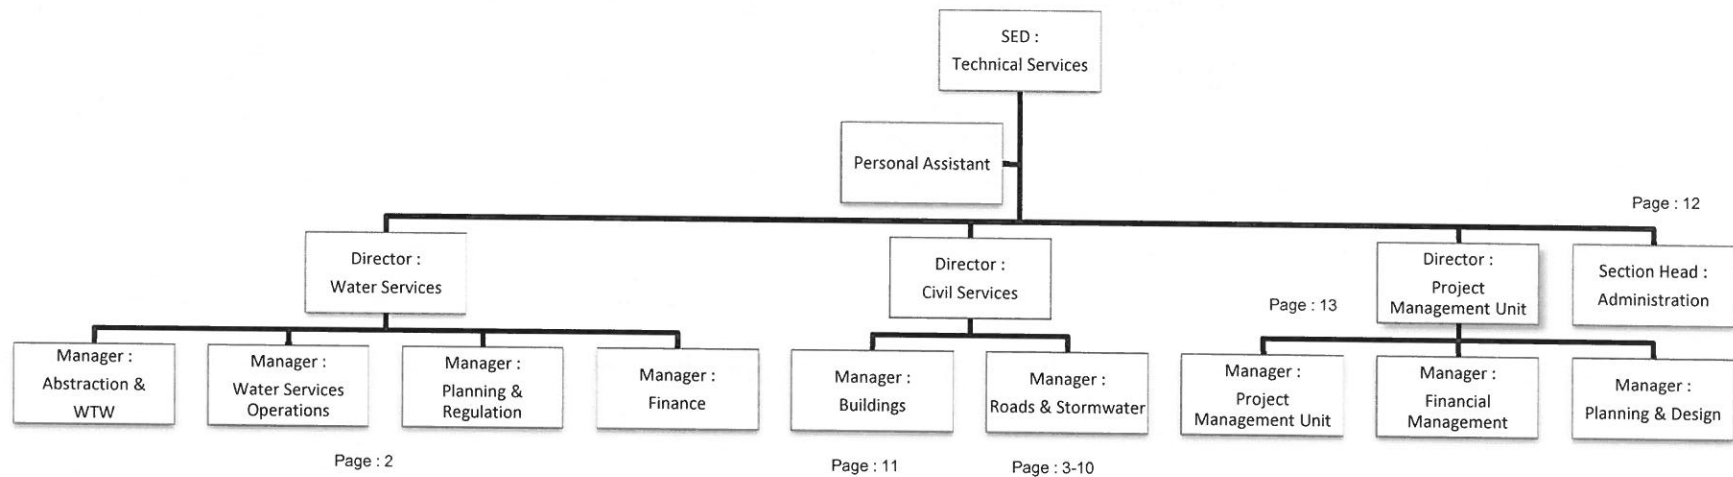 SED :
Technical Services
Personal Assistant
Page : 12
Director :
Water Services
Director :
Civil Services
Director :
Project
Management Unit
Section Head :
Administration
Page : 13
Manager :
Abstraction &
WTW
Manager :
Water Services
Operations
Manager :
Planning &
Regulation
Manager :
Finance
Manager :
Buildings
Manager :
Roads & Stormwater
Manager :
Project
Management Unit
Manager :
Financial
Management
Manager :
Planning & Design
Page : 2
Page : 11
Page : 3-10